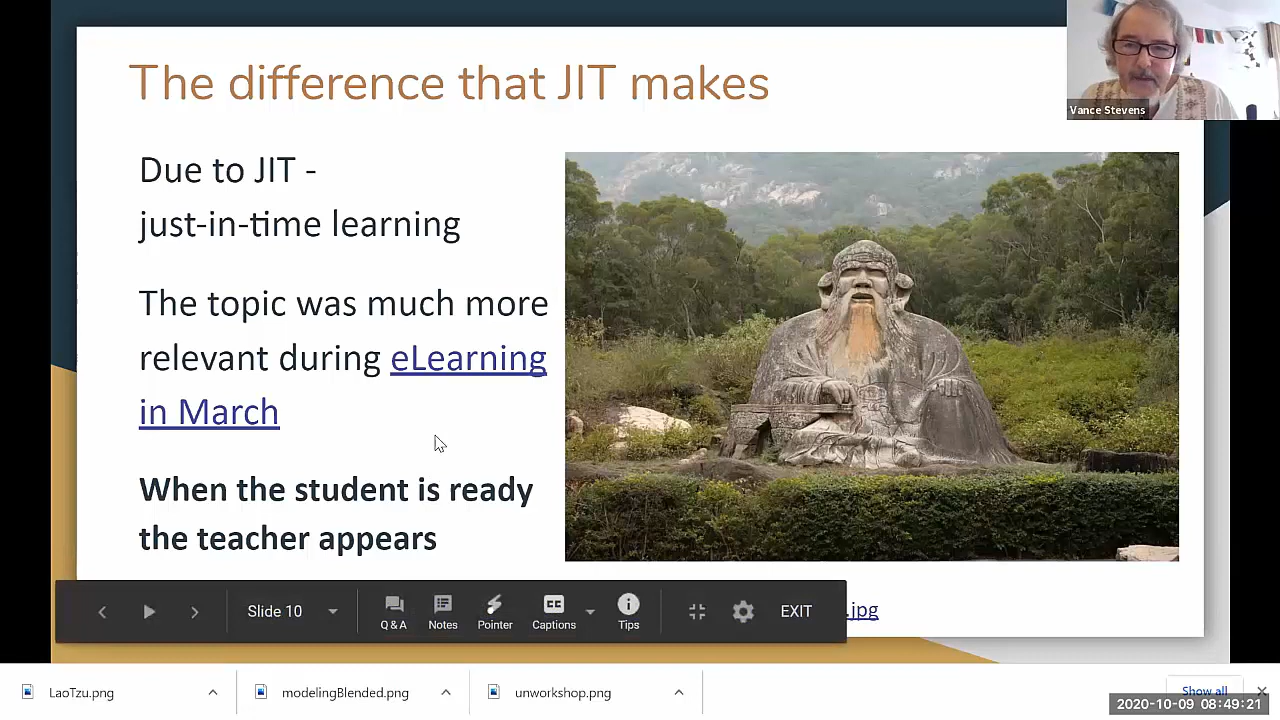 The difference that JIT makes
Vance Stevens
Due to JIT -
just-in-time learning
The topic was much more
relevant during eLearning
in March
When the student is ready
the teacher appears
.jpg
Slide 10
Q & A
Notes
Pointer
Captions
Tips
EXIT
LaoTzu.png
modelingBlended.png
unworkshop.png
Show all
2020-10-09 08:49:21